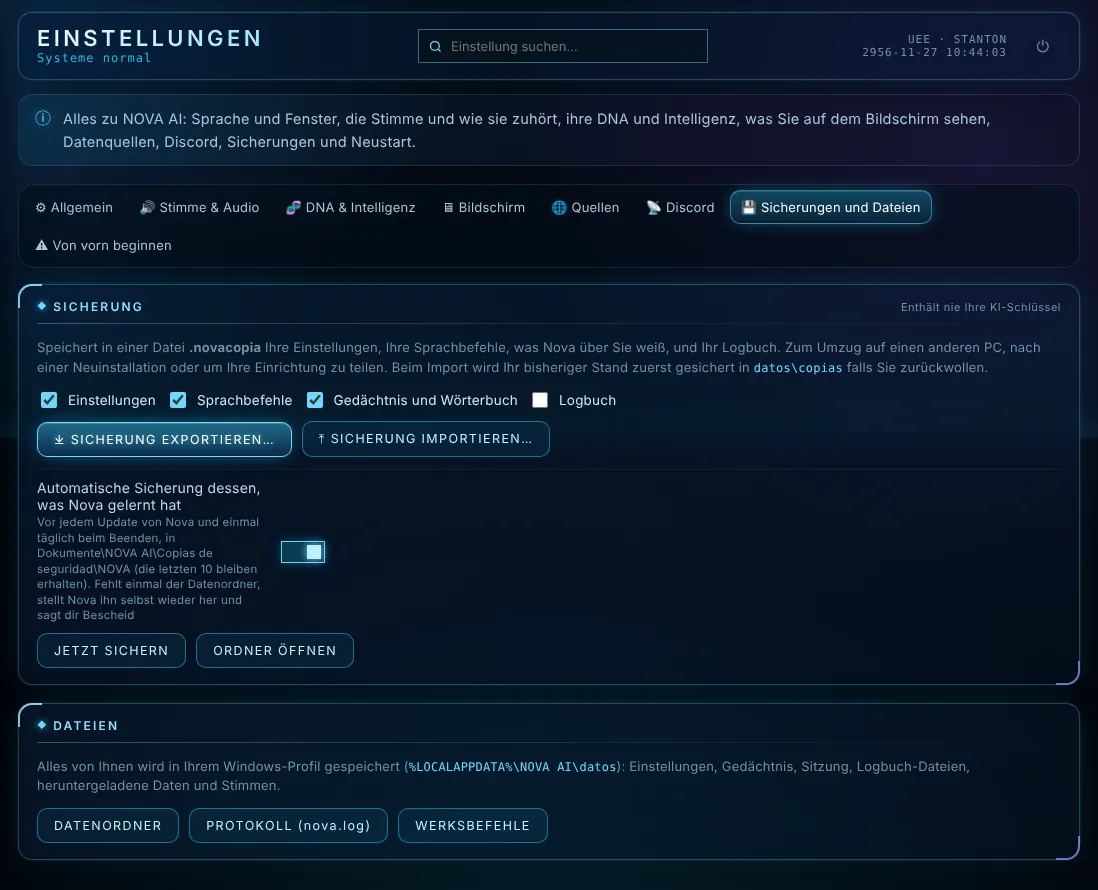 EINSTELLUNGEN
Systeme normal
Einstellung suchen...
UEE · STANTON
2956-11-27 10:44:03
Alles zu NOVA AI: Sprache und Fenster, die Stimme und wie sie zuhört, ihre DNA und Intelligenz, was Sie auf dem Bildschirm sehen,
Datenquellen, Discord, Sicherungen und Neustart.
Allgemein
Stimme & Audio
DNA & Intelligenz
Bildschirm
Quellen
Discord
Sicherungen und Dateien
Von vorn beginnen
SICHERUNG
Enthält nie Ihre KI-Schlüssel
Speichert in einer Datei .novacopia Ihre Einstellungen, Ihre Sprachbefehle, was Nova über Sie weiß, und Ihr Logbuch. Zum Umzug auf einen anderen PC, nach
einer Neuinstallation oder um Ihre Einrichtung zu teilen. Beim Import wird Ihr bisheriger Stand zuerst gesichert in datos\copias falls Sie zurückwollen.
Einstellungen
Sprachbefehle
Gedächtnis und Wörterbuch
Logbuch
SICHERUNG EXPORTIEREN…
SICHERUNG IMPORTIEREN…
Automatische Sicherung dessen,
was Nova gelernt hat
Vor jedem Update von Nova und einmal
täglich beim Beenden, in
Dokumente\NOVA AI\Copias de
seguridad\NOVA (die letzten 10 bleiben
erhalten). Fehlt einmal der Datenordner,
stellt Nova ihn selbst wieder her und
sagt dir Bescheid
JETZT SICHERN
ORDNER ÖFFNEN
DATEIEN
Alles von Ihnen wird in Ihrem Windows-Profil gespeichert (%LOCALAPPDATA%\NOVA AI\datos): Einstellungen, Gedächtnis, Sitzung, Logbuch-Dateien,
heruntergeladene Daten und Stimmen.
DATENORDNER
PROTOKOLL (nova.log)
WERKSBEFEHLE